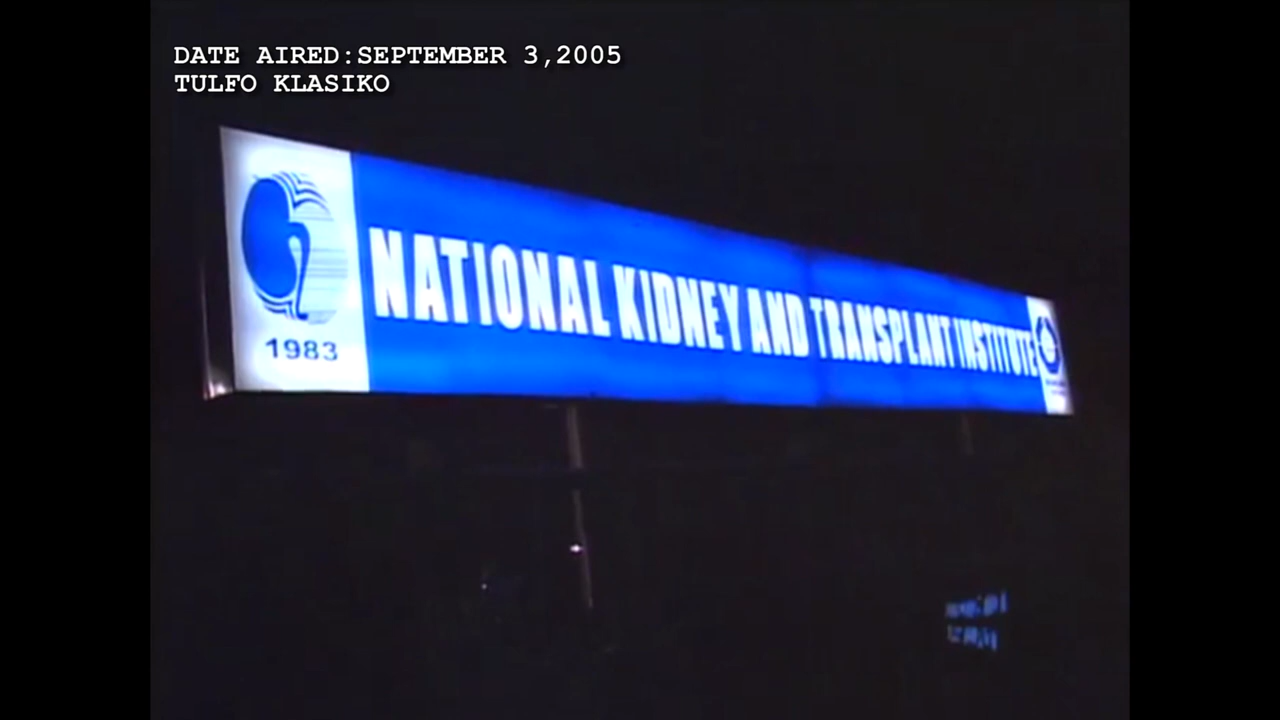 DATE AIRED:SEPTEMBER 3,2005
TULFO KLASIKO
NATIONAL KIDNEY AND TRANSPLANT INSTITUTE
1983